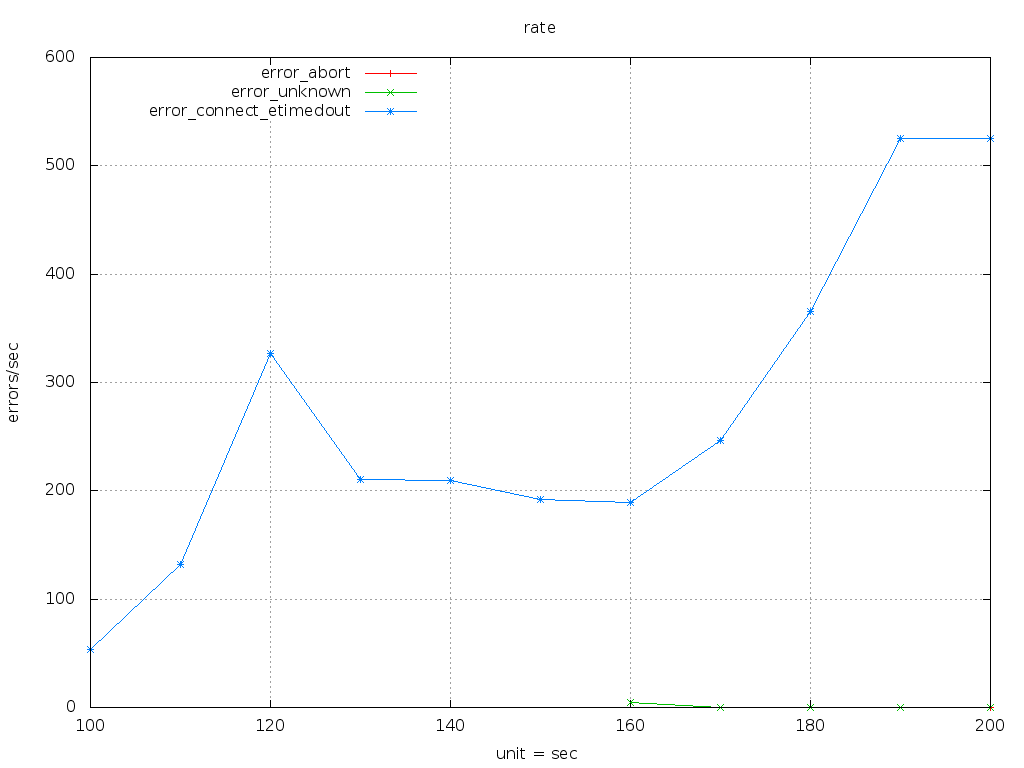 rate
600
500
400
300
200
100
0
errors/sec
error_abort
error_unknown
error_connect_etimedout
100 120 140 160 180 200
unit = sec